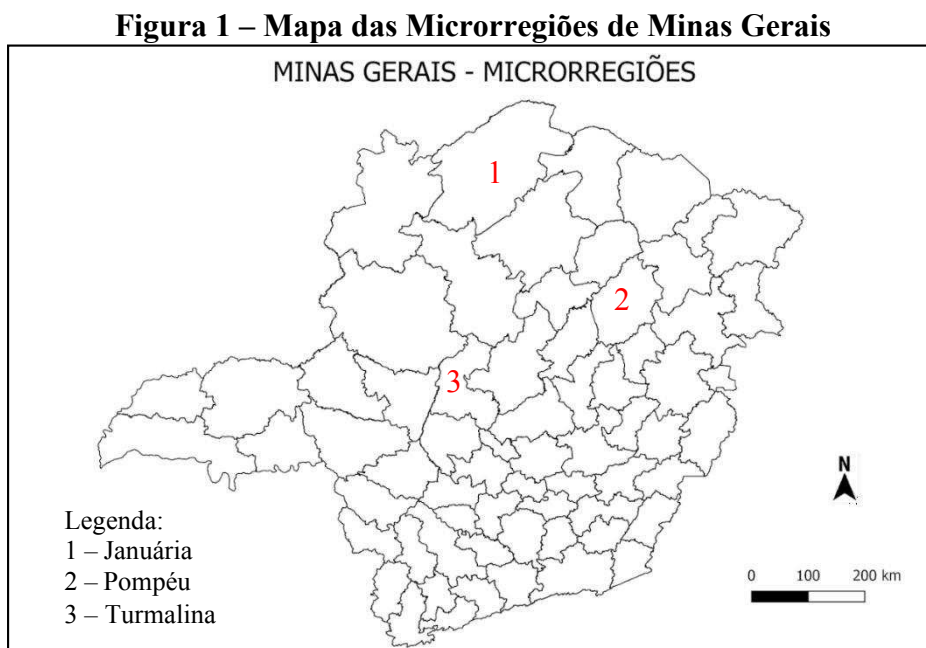 Figura 1 – Mapa das Microrregiões de Minas Gerais
MINAS GERAIS - MICRORREGIÕES
1
2
3
N
Legenda:
1 – Januária
2 – Pompéu
3 – Turmalina
0 100 200 km